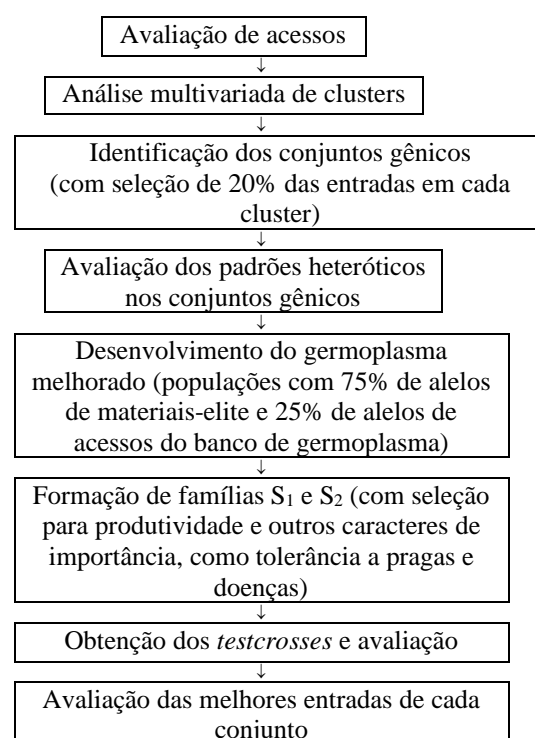 Avaliação de acessos
↓
Análise multivariada de clusters
↓
Identificação dos conjuntos gênicos
(com seleção de 20% das entradas em cada
cluster)
↓
Avaliação dos padrões heteróticos
nos conjuntos gênicos
↓
Desenvolvimento do germoplasma
melhorado (populações com 75% de alelos
de materiais-elite e 25% de alelos de
acessos do banco de germoplasma)
↓
Formação de famílias S₁ e S₂ (com seleção
para produtividade e outros caracteres de
importância, como tolerância a pragas e
doenças)
↓
Obtenção dos testcrosses e avaliação
↓
Avaliação das melhores entradas de cada
conjunto